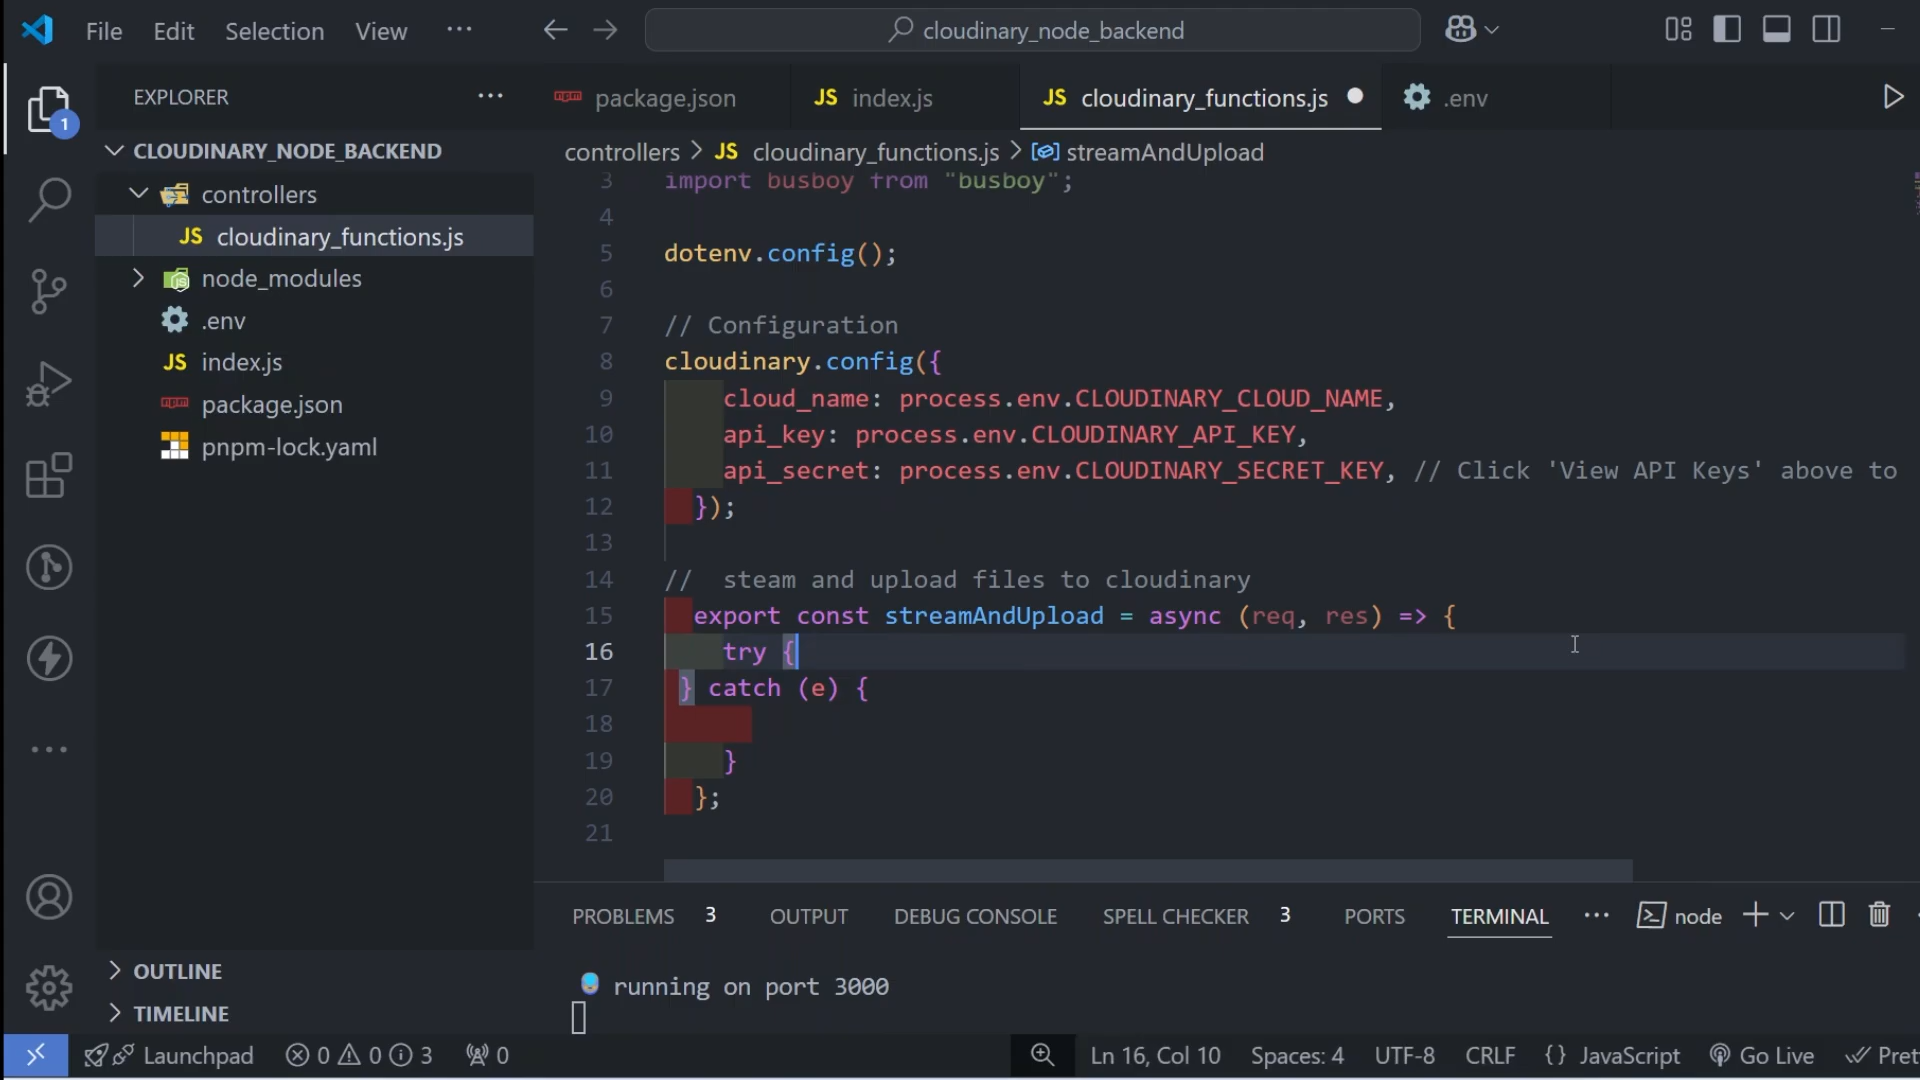 File Edit Selection View ··· cloudinary_node_backend
EXPLORER ···
package.json
JS index.js
JS cloudinary_functions.js
.env
1
CLOUDINARY_NODE_BACKEND
controllers
JS cloudinary_functions.js
node_modules
.env
JS index.js
package.json
pnpm-lock.yaml
OUTLINE
TIMELINE
controllers > JS cloudinary_functions.js > streamAndUpload
3 import busboy from "busboy";
4
5 dotenv.config();
6
7 // Configuration
8 cloudinary.config({
9 cloud_name: process.env.CLOUDINARY_CLOUD_NAME,
10 api_key: process.env.CLOUDINARY_API_KEY,
11 api_secret: process.env.CLOUDINARY_SECRET_KEY, // Click 'View API Keys' above to
12 });
13
14 // steam and upload files to cloudinary
15 export const streamAndUpload = async (req, res) => {
16 try {
17 } catch (e) {
18
19 }
20 };
21
PROBLEMS 3 OUTPUT DEBUG CONSOLE SPELL CHECKER 3 PORTS TERMINAL ··· node
running on port 3000
Launchpad 0 0 3 0 Ln 16, Col 10 Spaces: 4 UTF-8 CRLF {} JavaScript Go Live Pret